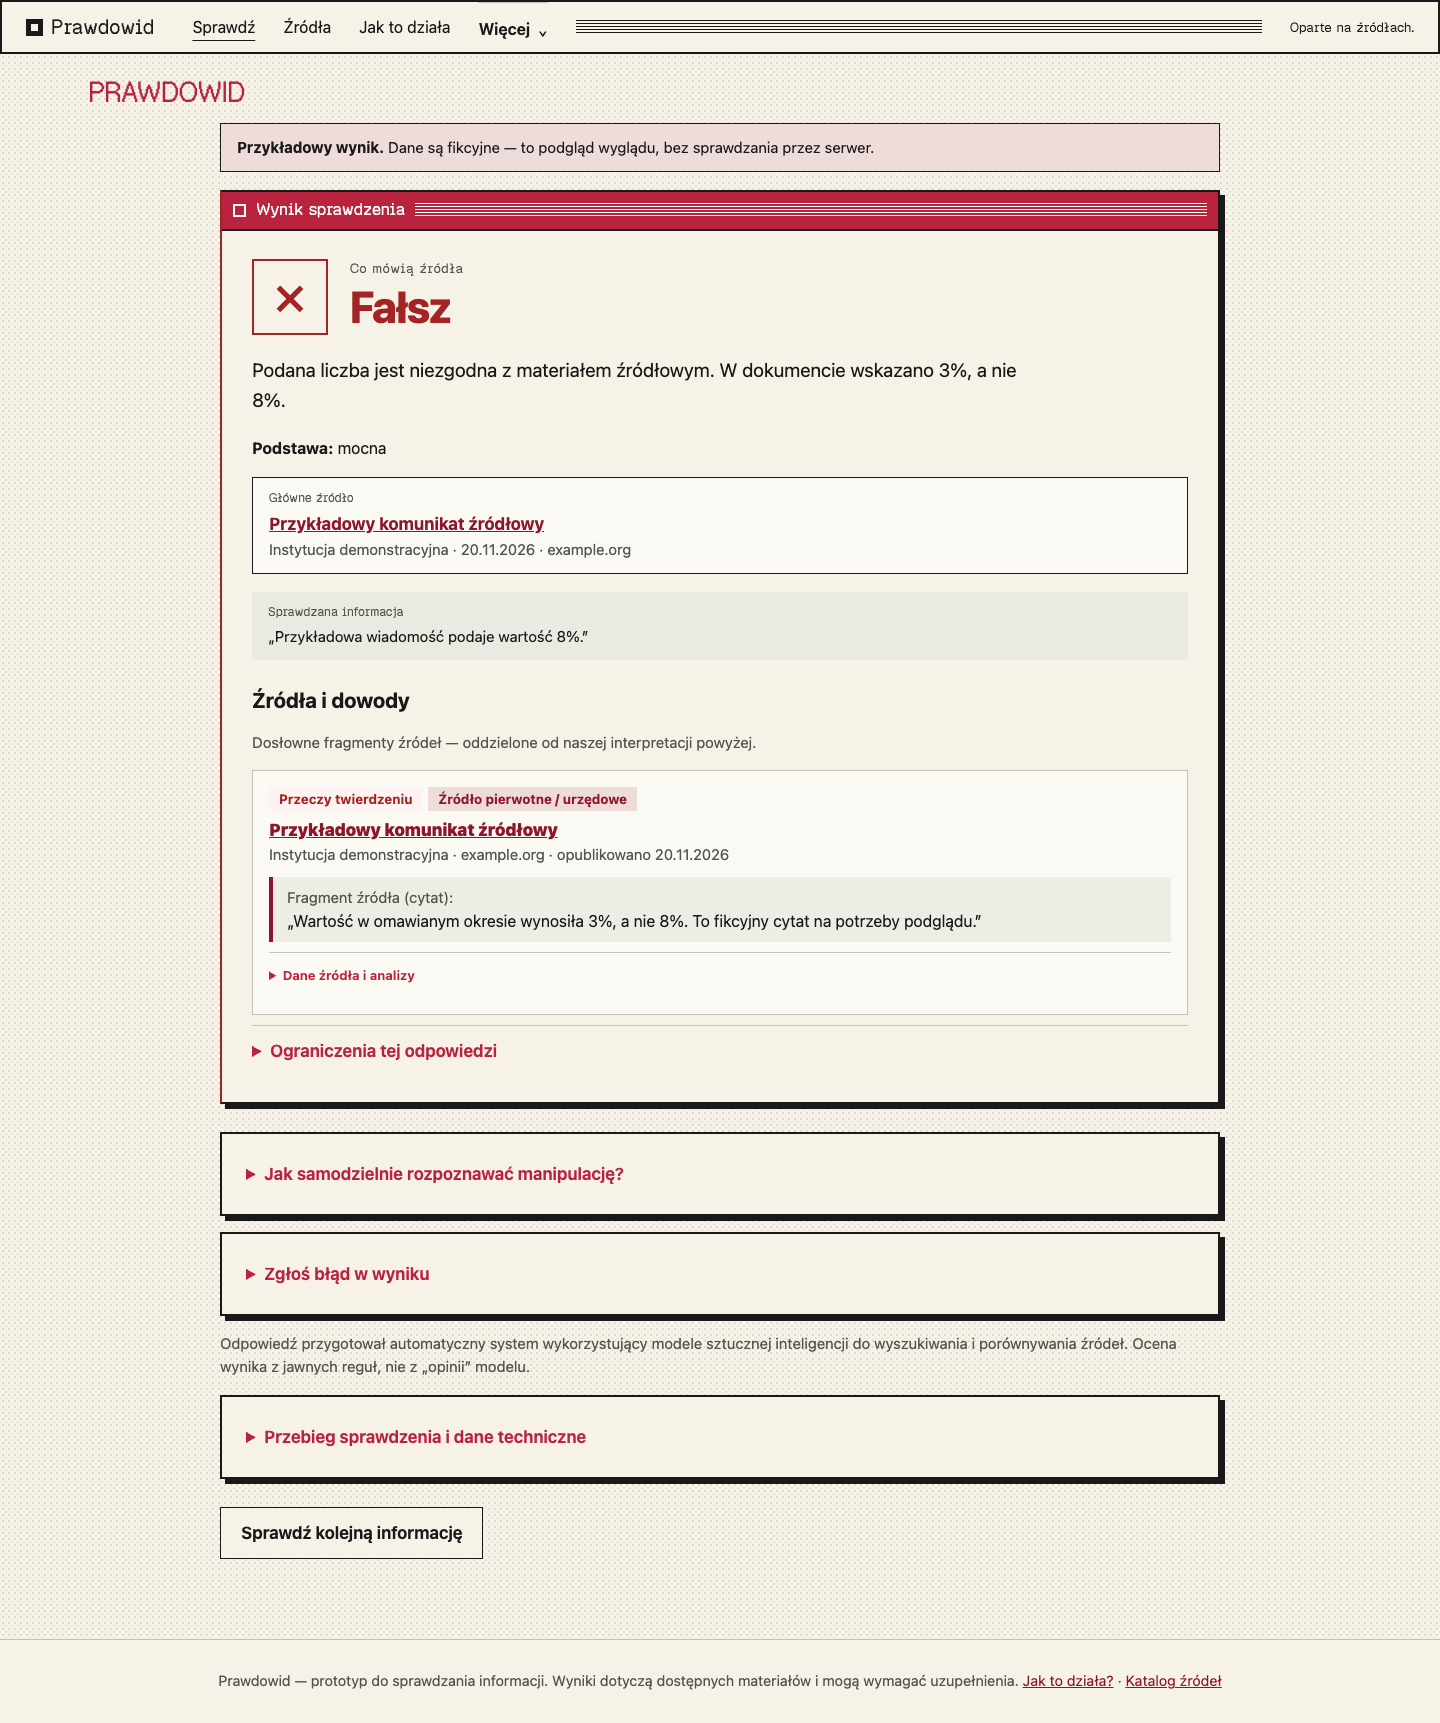 Prawdowid Sprawdź Źródła Jak to działa Więcej Oparte na źródłach.
PRAWDOWID
Przykładowy wynik. Dane są fikcyjne — to podgląd wyglądu, bez sprawdzania przez serwer.
Wynik sprawdzenia
Co mówią źródła
Fałsz
Podana liczba jest niezgodna z materiałem źródłowym. W dokumencie wskazano 3%, a nie
8%.
Podstawa: mocna
Główne źródło
Przykładowy komunikat źródłowy
Instytucja demonstracyjna · 20.11.2026 · example.org
Sprawdzana informacja
„Przykładowa wiadomość podaje wartość 8%.”
Źródła i dowody
Dosłowne fragmenty źródeł — oddzielone od naszej interpretacji powyżej.
Przeczy twierdzeniu Źródło pierwotne / urzędowe
Przykładowy komunikat źródłowy
Instytucja demonstracyjna · example.org · opublikowano 20.11.2026
Fragment źródła (cytat):
„Wartość w omawianym okresie wynosiła 3%, a nie 8%. To fikcyjny cytat na potrzeby podglądu.”
Dane źródła i analizy
Ograniczenia tej odpowiedzi
Jak samodzielnie rozpoznawać manipulację?
Zgłoś błąd w wyniku
Odpowiedź przygotował automatyczny system wykorzystujący modele sztucznej inteligencji do wyszukiwania i porównywania źródeł. Ocena
wynika z jawnych reguł, nie z „opinii” modelu.
Przebieg sprawdzenia i dane techniczne
Sprawdź kolejną informację
Prawdowid — prototyp do sprawdzania informacji. Wyniki dotyczą dostępnych materiałów i mogą wymagać uzupełnienia. Jak to działa? · Katalog źródeł